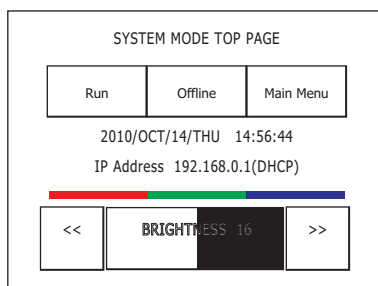 SYSTEM MODE TOP PAGE
Run Offline Main Menu
2010/OCT/14/THU 14:56:44
IP Address 192.168.0.1(DHCP)
<< BRIGHTNESS 16 >>